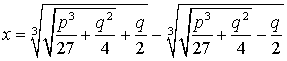 x = ∛(√(p³/27 + q²/4) + q/2) − ∛(√(p³/27 + q²/4) − q/2)